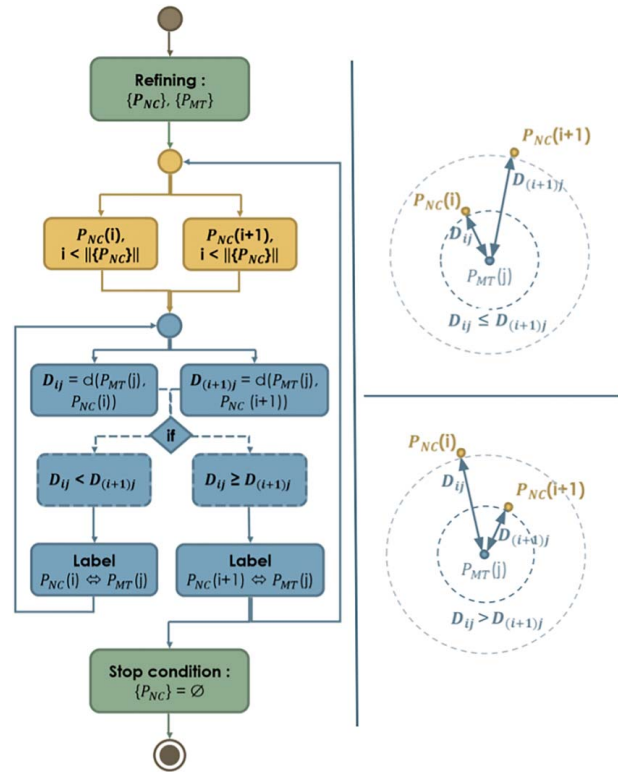 Refining :
{P_NC}, {P_MT}
P_NC(i),
i < ||{P_NC}||
P_NC(i+1),
i < ||{P_NC}||
D_ij = d(P_MT(j),
P_NC(i))
D_(i+1)j = d(P_MT(j),
P_NC (i+1))
if
D_ij < D_(i+1)j
D_ij ≥ D_(i+1)j
Label
P_NC(i) ⇔ P_MT(j)
Label
P_NC(i+1) ⇔ P_MT(j)
Stop condition :
{P_NC} = ∅
P_NC(i+1)
D_(i+1)j
P_NC(i)
D_ij
P_MT(j)
D_ij ≤ D_(i+1)j
P_NC(i)
D_ij
P_NC(i+1)
D_(i+1)j
P_MT(j)
D_ij > D_(i+1)j